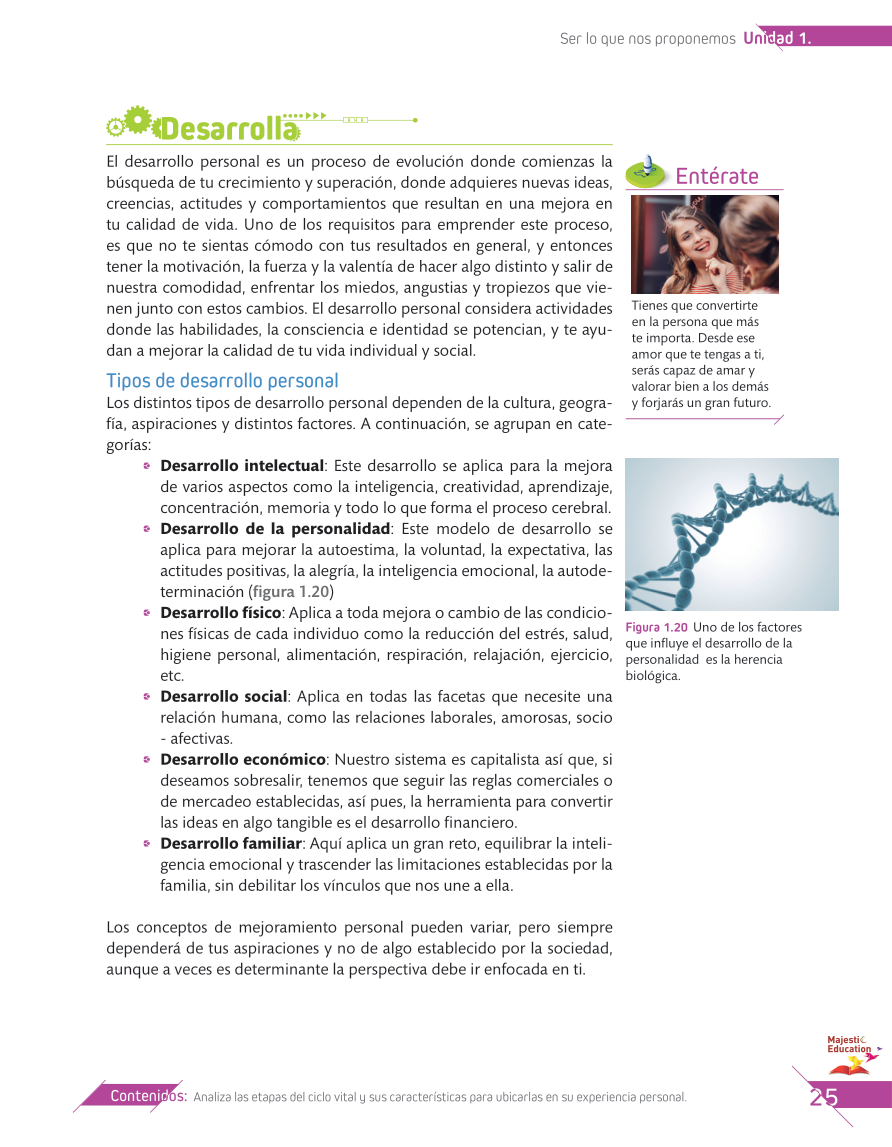 Ser lo que nos proponemos Unidad 1.
Desarrolla
El desarrollo personal es un proceso de evolución donde comienzas la
búsqueda de tu crecimiento y superación, donde adquieres nuevas ideas,
creencias, actitudes y comportamientos que resultan en una mejora en
tu calidad de vida. Uno de los requisitos para emprender este proceso,
es que no te sientas cómodo con tus resultados en general, y entonces
tener la motivación, la fuerza y la valentía de hacer algo distinto y salir de
nuestra comodidad, enfrentar los miedos, angustias y tropiezos que vie-
nen junto con estos cambios. El desarrollo personal considera actividades
donde las habilidades, la consciencia e identidad se potencian, y te ayu-
dan a mejorar la calidad de tu vida individual y social.
Tipos de desarrollo personal
Los distintos tipos de desarrollo personal dependen de la cultura, geogra-
fía, aspiraciones y distintos factores. A continuación, se agrupan en cate-
gorías:
Desarrollo intelectual: Este desarrollo se aplica para la mejora
de varios aspectos como la inteligencia, creatividad, aprendizaje,
concentración, memoria y todo lo que forma el proceso cerebral.
Desarrollo de la personalidad: Este modelo de desarrollo se
aplica para mejorar la autoestima, la voluntad, la expectativa, las
actitudes positivas, la alegría, la inteligencia emocional, la autode-
terminación (figura 1.20)
Desarrollo físico: Aplica a toda mejora o cambio de las condicio-
nes físicas de cada individuo como la reducción del estrés, salud,
higiene personal, alimentación, respiración, relajación, ejercicio,
etc.
Desarrollo social: Aplica en todas las facetas que necesite una
relación humana, como las relaciones laborales, amorosas, socio
- afectivas.
Desarrollo económico: Nuestro sistema es capitalista así que, si
deseamos sobresalir, tenemos que seguir las reglas comerciales o
de mercadeo establecidas, así pues, la herramienta para convertir
las ideas en algo tangible es el desarrollo financiero.
Desarrollo familiar: Aquí aplica un gran reto, equilibrar la inteli-
gencia emocional y trascender las limitaciones establecidas por la
familia, sin debilitar los vínculos que nos une a ella.
Los conceptos de mejoramiento personal pueden variar, pero siempre
dependerá de tus aspiraciones y no de algo establecido por la sociedad,
aunque a veces es determinante la perspectiva debe ir enfocada en ti.
Entérate
Tienes que convertirte
en la persona que más
te importa. Desde ese
amor que te tengas a ti,
serás capaz de amar y
valorar bien a los demás
y forjarás un gran futuro.
Figura 1.20 Uno de los factores
que influye el desarrollo de la
personalidad es la herencia
biológica.
Majestic
Education
Contenidos: Analiza las etapas del ciclo vital y sus características para ubicarlas en su experiencia personal.
25